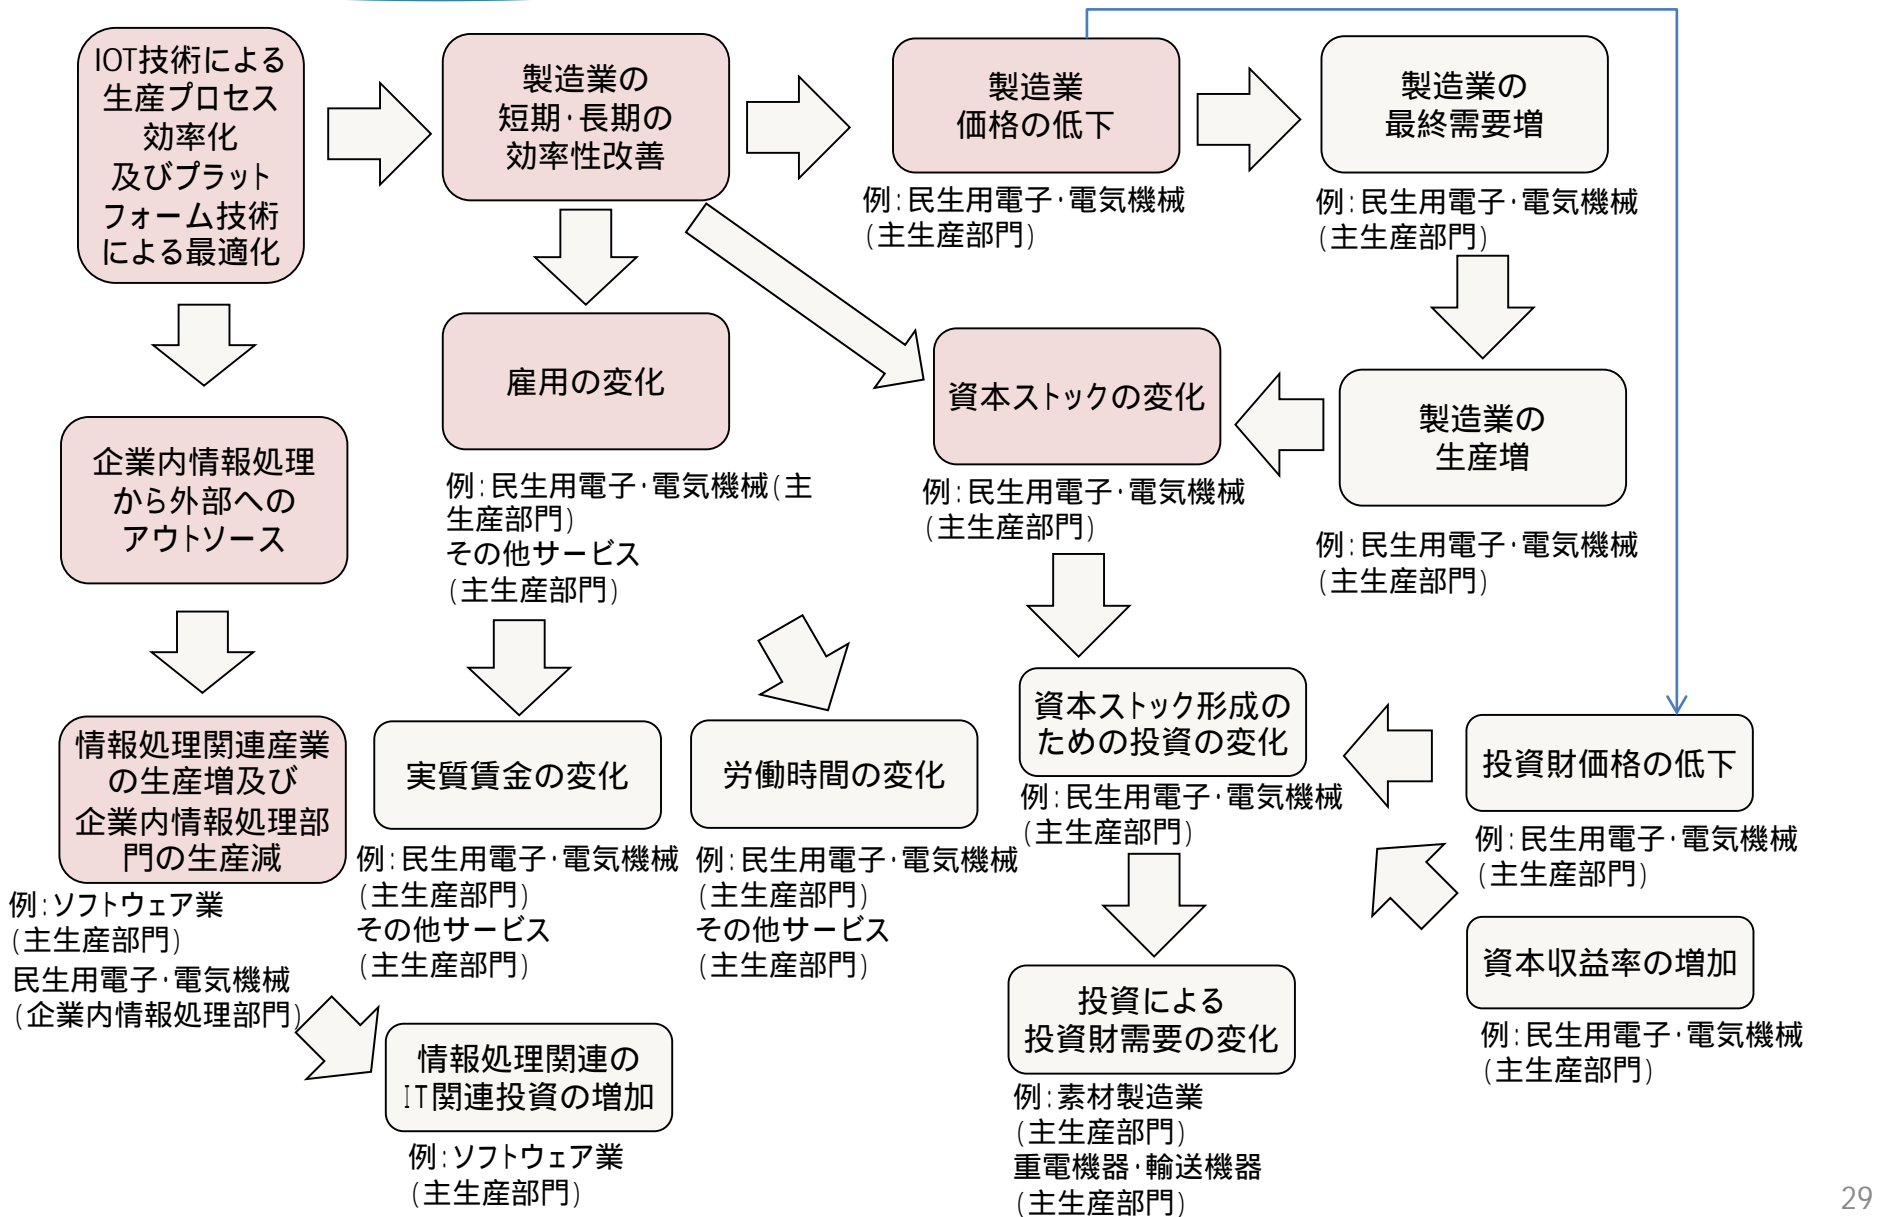 IOT技術による
生産プロセス
効率化
及びプラット
フォーム技術
による最適化
製造業の
短期･長期の
効率性改善
製造業
価格の低下
例:民生用電子･電気機械
(主生産部門)
製造業の
最終需要増
例:民生用電子･電気機械
(主生産部門)
雇用の変化
例:民生用電子･電気機械(主
生産部門)
その他サービス
(主生産部門)
資本ストックの変化
例:民生用電子･電気機械
(主生産部門)
製造業の
生産増
例:民生用電子･電気機械
(主生産部門)
企業内情報処理
から外部への
アウトソース
情報処理関連産業
の生産増及び
企業内情報処理部
門の生産減
例:ソフトウェア業
(主生産部門)
民生用電子･電気機械
(企業内情報処理部門)
実質賃金の変化
例:民生用電子･電気機械
(主生産部門)
その他サービス
(主生産部門)
労働時間の変化
例:民生用電子･電気機械
(主生産部門)
その他サービス
(主生産部門)
資本ストック形成の
ための投資の変化
例:民生用電子･電気機械
(主生産部門)
投資財価格の低下
例:民生用電子･電気機械
(主生産部門)
資本収益率の増加
例:民生用電子･電気機械
(主生産部門)
情報処理関連の
IT関連投資の増加
例:ソフトウェア業
(主生産部門)
投資による
投資財需要の変化
例:素材製造業
(主生産部門)
重電機器･輸送機器
(主生産部門)
29